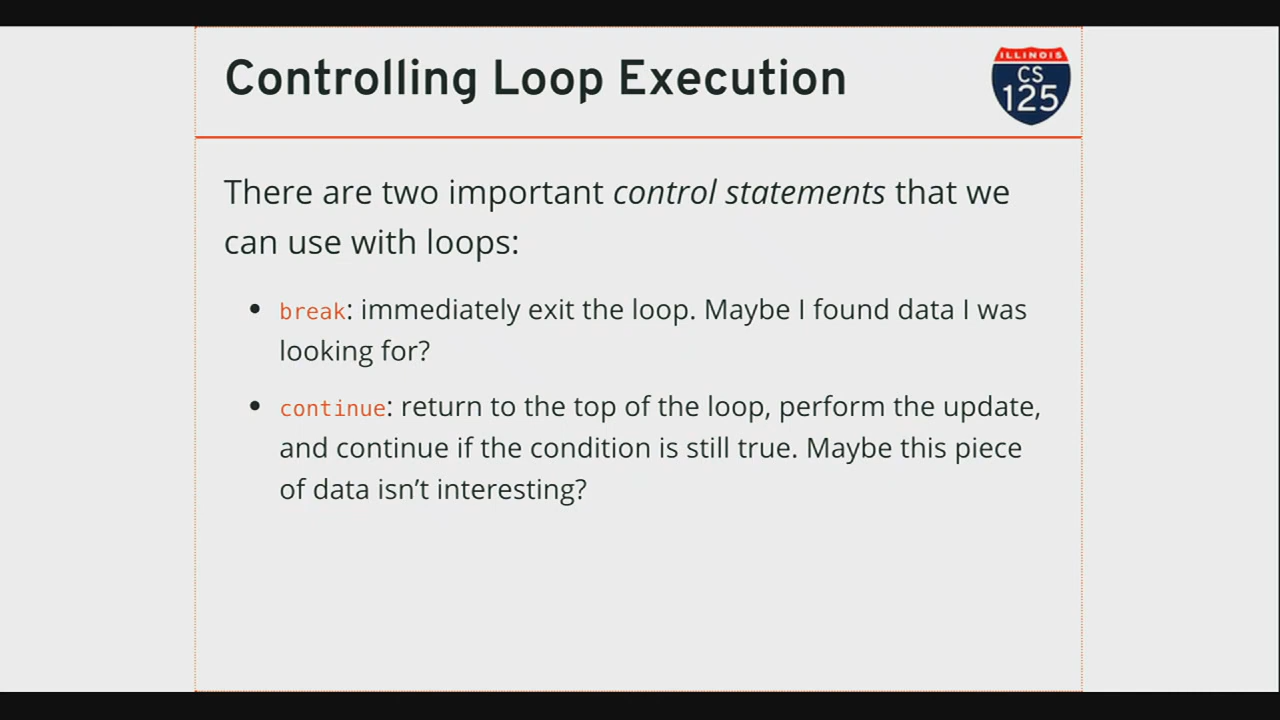 Controlling Loop Execution
ILLINOIS
CS
125
There are two important control statements that we
can use with loops:
• break: immediately exit the loop. Maybe I found data I was
looking for?
• continue: return to the top of the loop, perform the update,
and continue if the condition is still true. Maybe this piece
of data isn’t interesting?